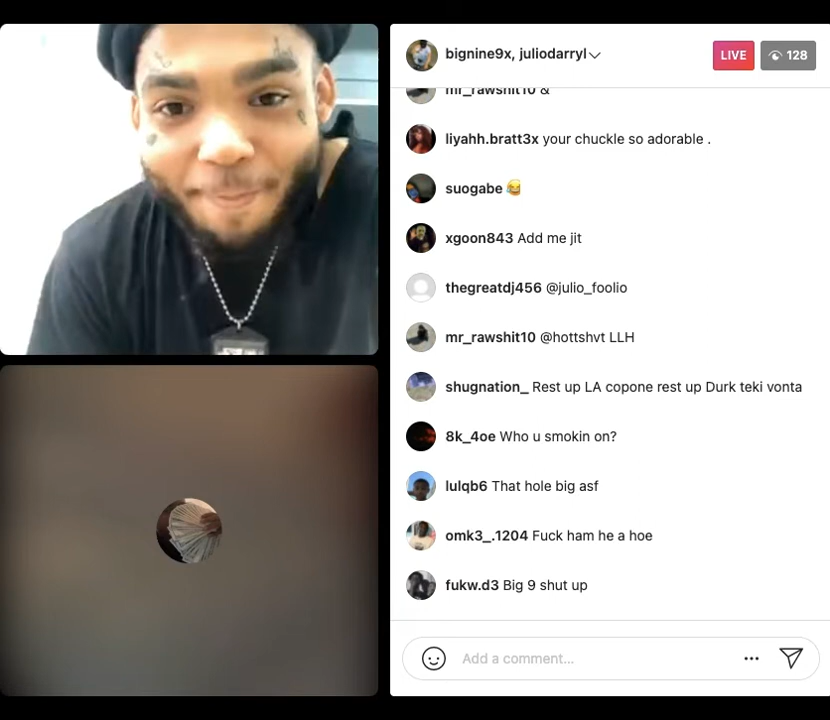 bignine9x, juliodarryl
LIVE
128
mr_rawshit10 &
liyahh.bratt3x your chuckle so adorable .
suogabe 😂
xgoon843 Add me jit
thegreatdj456 @julio_foolio
mr_rawshit10 @hottshvt LLH
shugnation_ Rest up LA copone rest up Durk teki vonta
8k_4oe Who u smokin on?
lulqb6 That hole big asf
omk3_.1204 Fuck ham he a hoe
fukw.d3 Big 9 shut up
Add a comment...